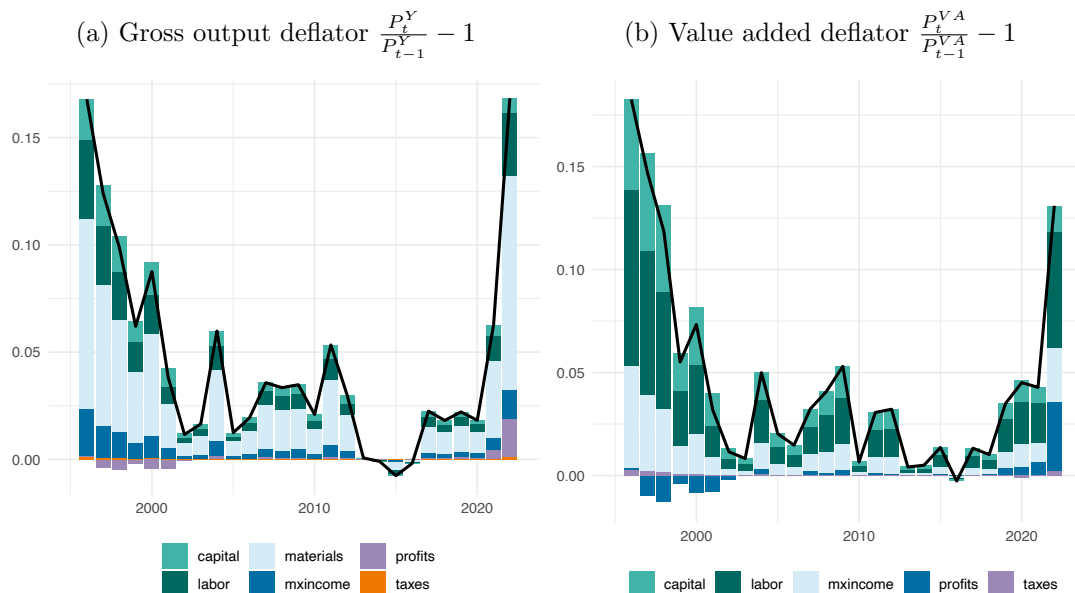 (a) Gross output deflator $\frac{P_t^Y}{P_{t-1}^Y} - 1$
(b) Value added deflator $\frac{P_t^{VA}}{P_{t-1}^{VA}} - 1$
0.15
0.10
0.05
0.00
2000 2010 2020
capital materials profits
labor mxincome taxes
0.15
0.10
0.05
0.00
2000 2010 2020
capital labor mxincome profits taxes